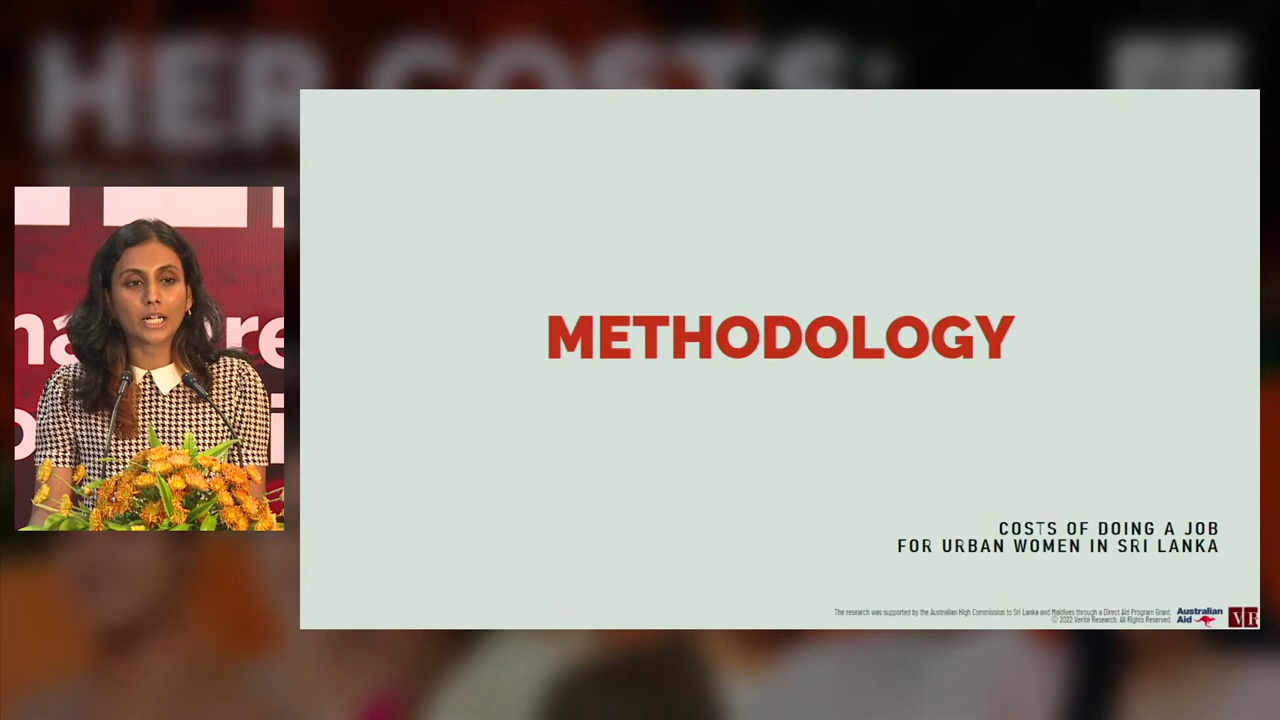 HER COSTS:
METHODOLOGY
COSTS OF DOING A JOB
FOR URBAN WOMEN IN SRI LANKA
The research was supported by the Australian High Commission to Sri Lanka and Maldives through a Direct Aid Program Grant.
© 2022 Verité Research. All Rights Reserved.
Australian
Aid
VR